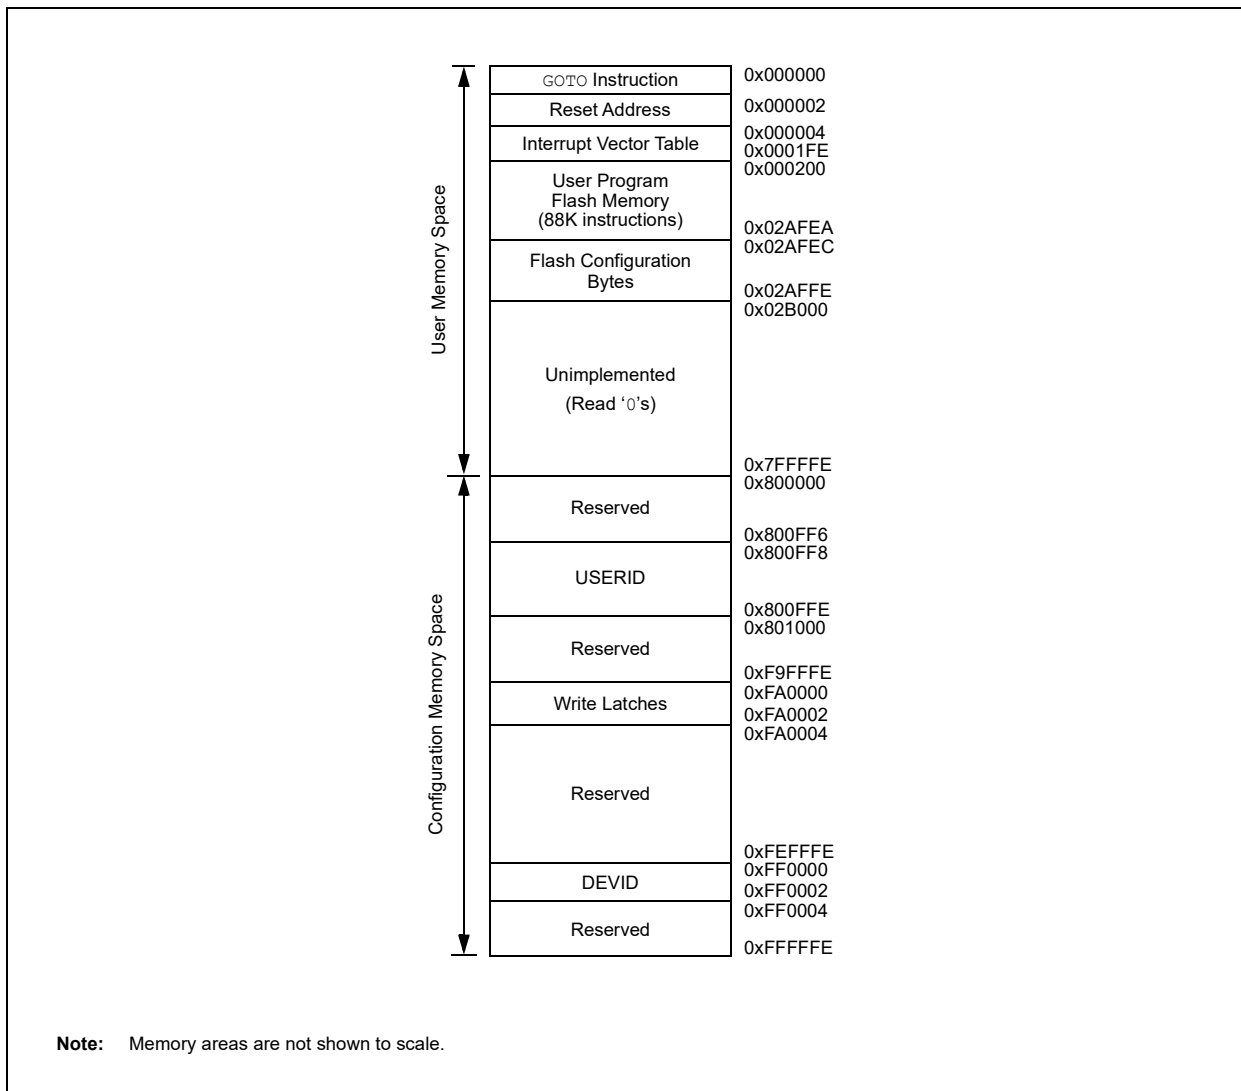 GOTO Instruction
0x000000
Reset Address
0x000002
Interrupt Vector Table
0x000004
0x0001FE
0x000200
User Program
Flash Memory
(88K instructions)
0x02AFEA
0x02AFEC
Flash Configuration
Bytes
0x02AFFE
0x02B000
User Memory Space
Unimplemented
(Read ‘0’s)
0x7FFFFE
0x800000
Reserved
0x800FF6
0x800FF8
USERID
0x800FFE
0x801000
Reserved
0xF9FFFE
0xFA0000
Write Latches
0xFA0002
0xFA0004
Configuration Memory Space
Reserved
0xFEFFFE
0xFF0000
DEVID
0xFF0002
0xFF0004
Reserved
0xFFFFFE
Note: Memory areas are not shown to scale.